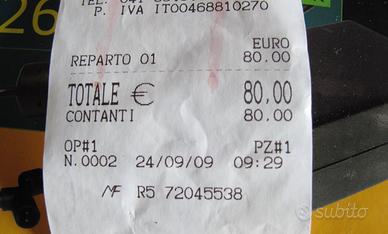 26
P. IVA IT00468810270
EURO
REPARTO 01 80.00
TOTALE € 80,00
CONTANTI 80.00
OP#1 PZ#1
N.0002 24/09/09 09:29
MF R5 72045538
subito